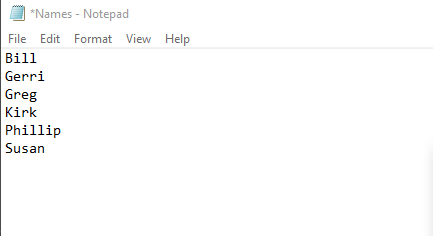 *Names - Notepad
File Edit Format View Help
Bill
Gerri
Greg
Kirk
Phillip
Susan